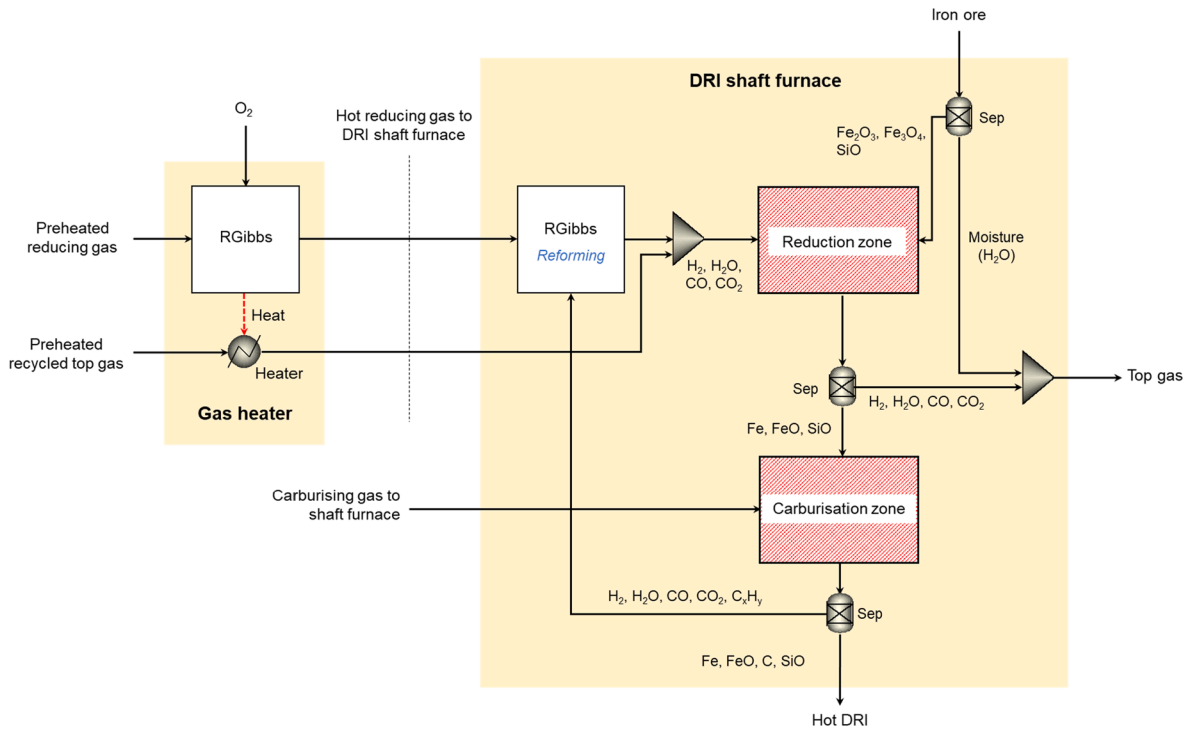 Iron ore
DRI shaft furnace
O2
Hot reducing gas to
DRI shaft furnace
Sep
Fe2O3, Fe3O4,
SiO
Preheated
reducing gas
RGibbs
RGibbs
Reforming
Reduction zone
Moisture
(H2O)
H2, H2O,
CO, CO2
Heat
Preheated
recycled top gas
Heater
Sep
Top gas
H2, H2O, CO, CO2
Gas heater
Fe, FeO, SiO
Carburising gas to
shaft furnace
Carburisation zone
H2, H2O, CO, CO2, CxHy
Sep
Fe, FeO, C, SiO
Hot DRI